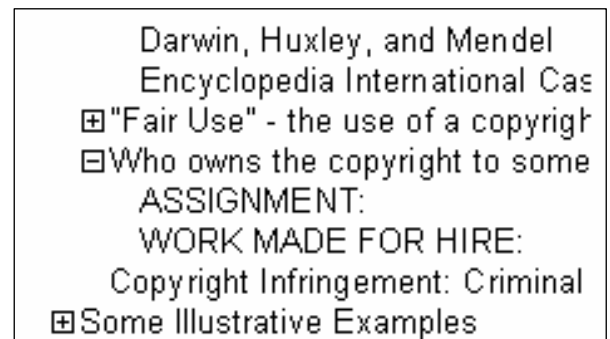 Darwin, Huxley, and Mendel
Encyclopedia International Cas
"Fair Use" - the use of a copyrigh
Who owns the copyright to some
ASSIGNMENT:
WORK MADE FOR HIRE:
Copyright Infringement: Criminal
Some Illustrative Examples